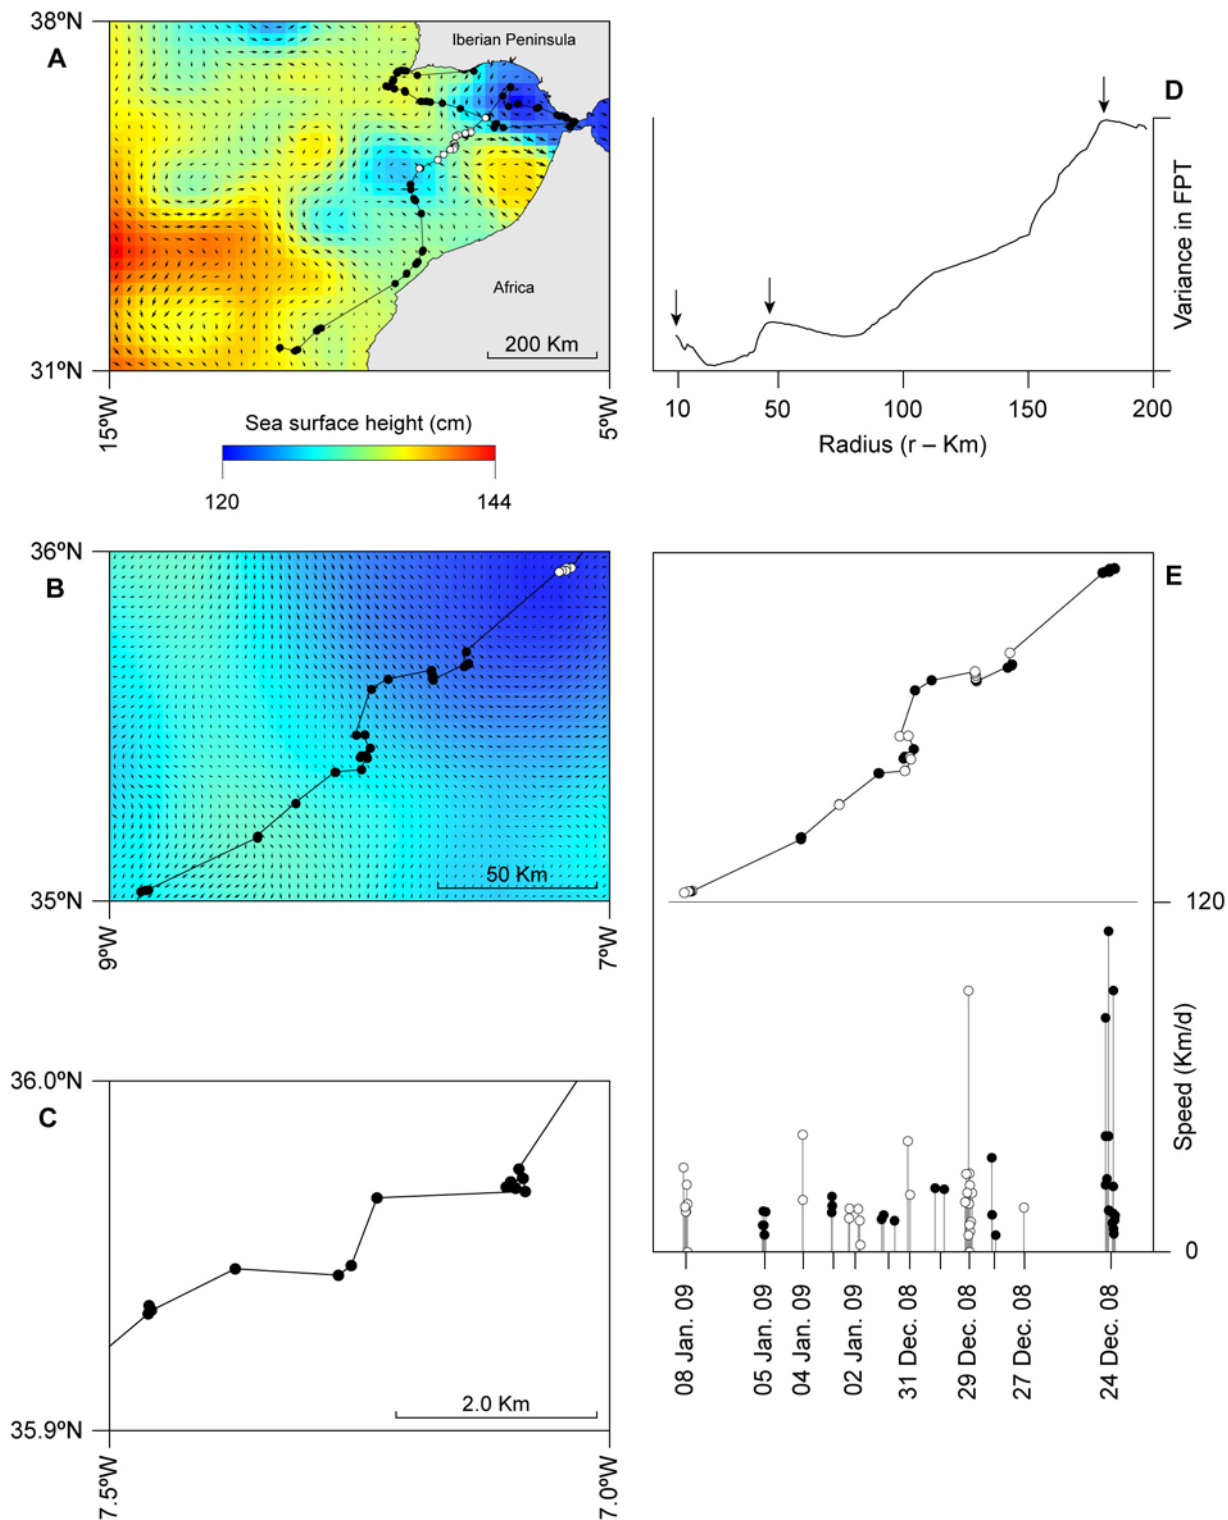 38ºN
A
Iberian Peninsula
Africa
200 Km
31ºN
15ºW
5ºW
Sea surface height (cm)
120
144
D
Variance in FPT
10
50
100
150
200
Radius (r – Km)
36ºN
B
50 Km
35ºN
9ºW
7ºW
E
120
Speed (Km/d)
0
08 Jan. 09
05 Jan. 09
04 Jan. 09
02 Jan. 09
31 Dec. 08
29 Dec. 08
27 Dec. 08
24 Dec. 08
36.0ºN
C
2.0 Km
35.9ºN
7.5ºW
7.0ºW